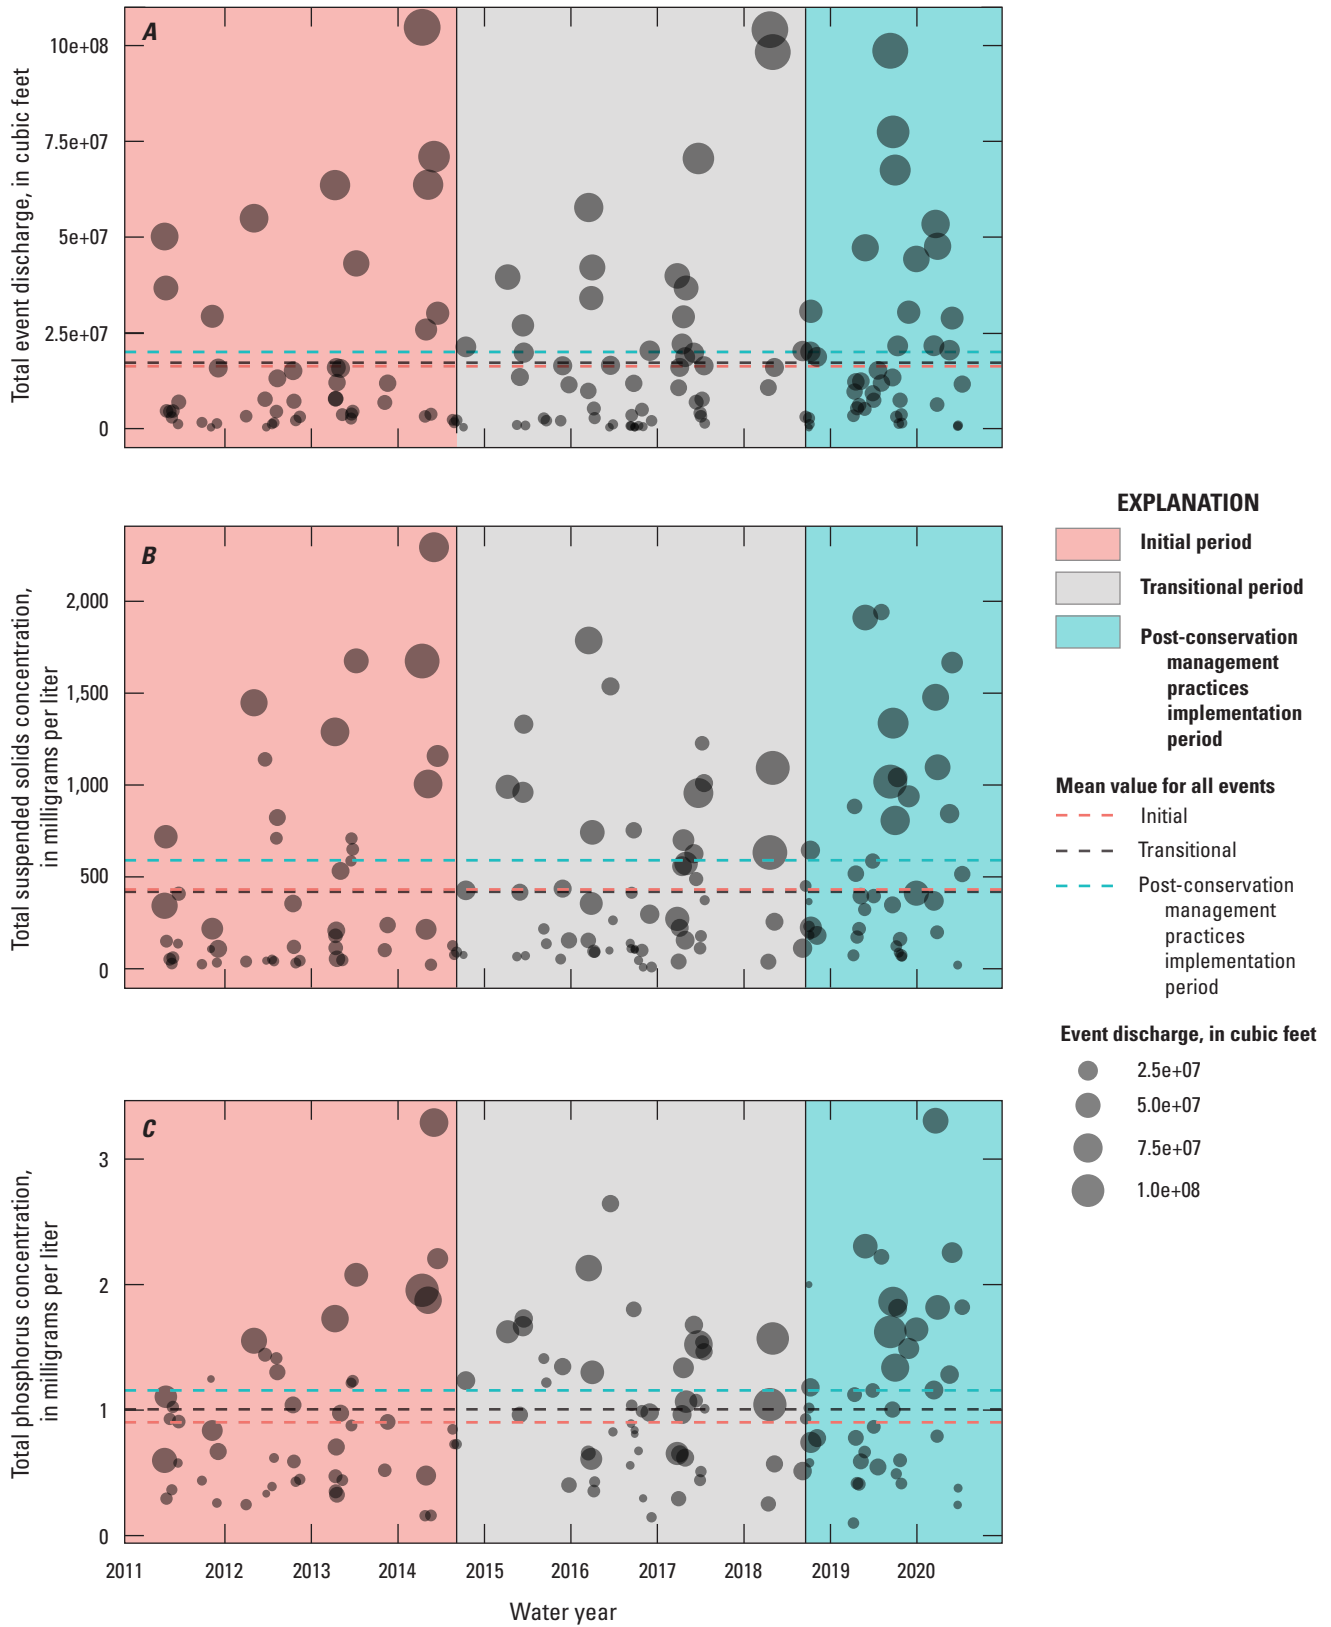 A
Total event discharge, in cubic feet
10e+08
7.5e+07
5e+07
2.5e+07
0
B
Total suspended solids concentration,
in milligrams per liter
2,000
1,500
1,000
500
0
C
Total phosphorus concentration,
in milligrams per liter
3
2
1
0
2011 2012 2013 2014 2015 2016 2017 2018 2019 2020
Water year
EXPLANATION
Initial period
Transitional period
Post-conservation
management
practices
implementation
period
Mean value for all events
Initial
Transitional
Post-conservation
management
practices
implementation
period
Event discharge, in cubic feet
2.5e+07
5.0e+07
7.5e+07
1.0e+08